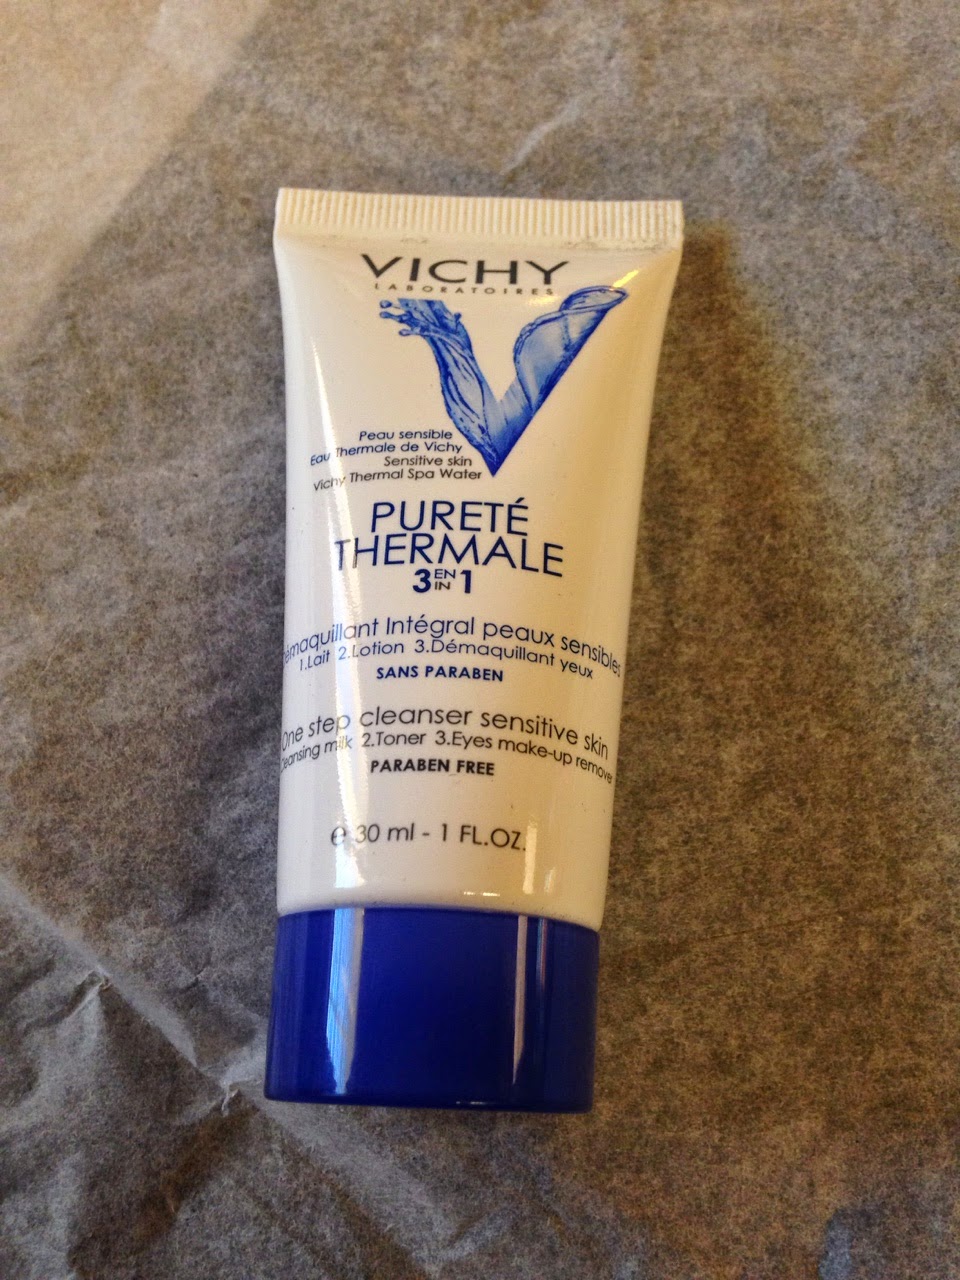 VICHY
LABORATOIRES
Peau sensible
Eau Thermale de Vichy
Sensitive skin
Vichy Thermal Spa Water
PURETÉ
THERMALE
3 EN IN 1
Démaquillant Intégral peaux sensibles
1.Lait 2.Lotion 3.Démaquillant yeux
SANS PARABEN
One step cleanser sensitive skin
Cleansing milk 2.Toner 3.Eyes make-up remover
PARABEN FREE
e 30 ml - 1 FL.OZ.